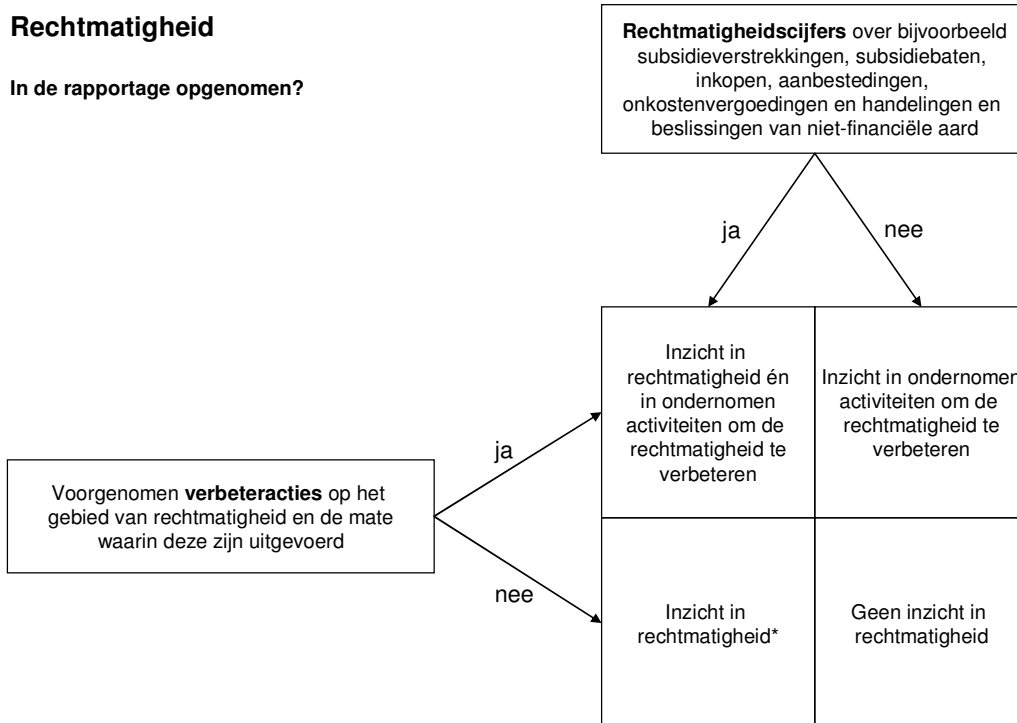 Rechtmatigheid
In de rapportage opgenomen?
Rechtmatigheidscijfers over bijvoorbeeld
subsidieverstrekkingen, subsidiebaten,
inkopen, aanbestedingen,
onkostenvergoedingen en handelingen en
beslissingen van niet-financiële aard
ja
nee
Inzicht in
rechtmatigheid én
in ondernomen
activiteiten om de
rechtmatigheid te
verbeteren
Inzicht in ondernomen
activiteiten om de
rechtmatigheid te
verbeteren
ja
Voorgenomen verbeteracties op het
gebied van rechtmatigheid en de mate
waarin deze zijn uitgevoerd
nee
Inzicht in
rechtmatigheid*
Geen inzicht in
rechtmatigheid